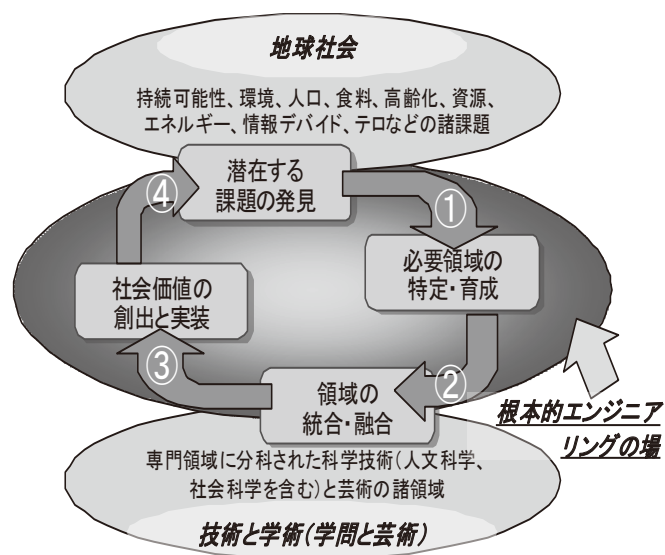 地球社会
持続可能性、環境、人口、食料、高齢化、資源、
エネルギー、情報デバイド、テロなどの諸課題
潜在する
課題の発見
④
①
必要領域の
特定・育成
社会価値の
創出と実装
③
②
領域の
統合・融合
根本的エンジニア
リングの場
専門領域に分科された科学技術(人文科学、
社会科学を含む)と芸術の諸領域
技術と学術(学問と芸術)